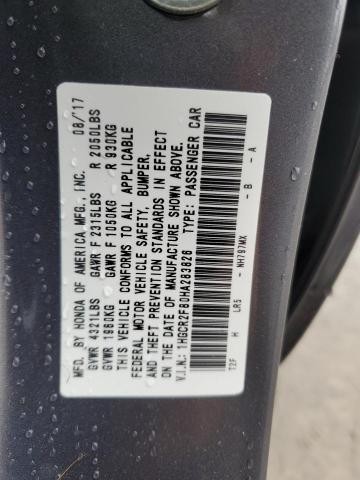 MFD. BY HONDA OF AMERICA MFG., INC. 08/17
GVWR 4321LBS GAWR F 2315LBS R 2050LBS
GVWR 1960KG GAWR F 1050KG R 930KG
THIS VEHICLE CONFORMS TO ALL APPLICABLE
FEDERAL MOTOR VEHICLE SAFETY, BUMPER,
AND THEFT PREVENTION STANDARDS IN EFFECT
ON THE DATE OF MANUFACTURE SHOWN ABOVE.
V.I.N.: 1HGCR2F80HA283826 TYPE: PASSENGER CAR
T2F H LR5 - NH797MX - B - A